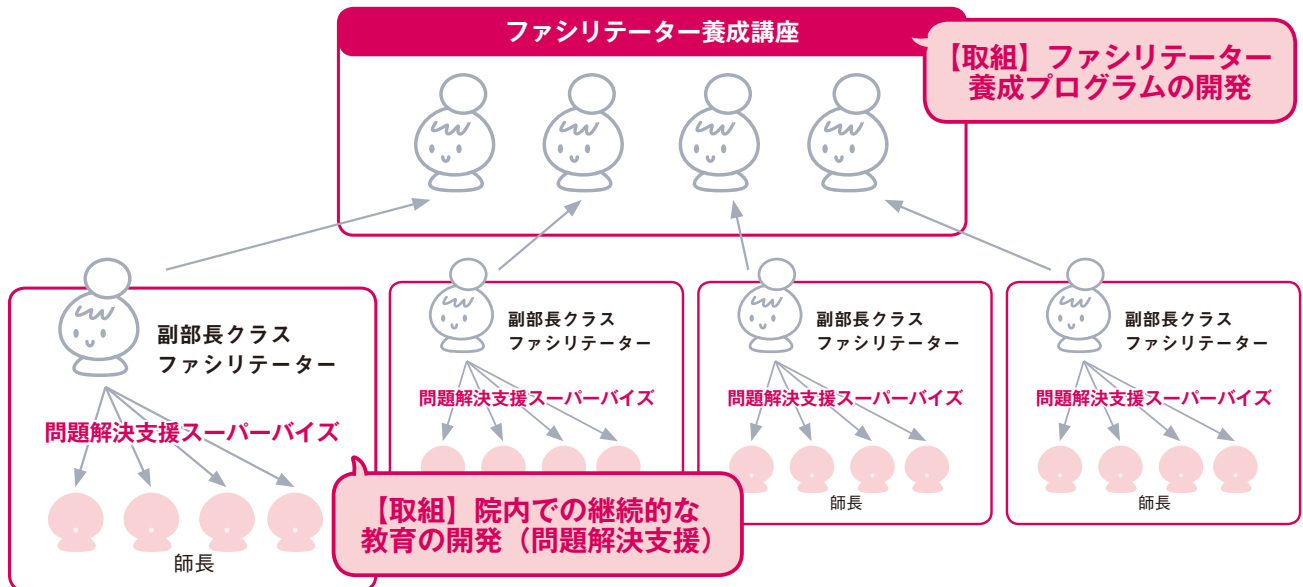 ファシリテーター養成講座
【取組】ファシリテーター
養成プログラムの開発
副部長クラス
ファシリテーター
問題解決支援スーパーバイズ
師長
副部長クラス
ファシリテーター
問題解決支援スーパーバイズ
副部長クラス
ファシリテーター
問題解決支援スーパーバイズ
師長
副部長クラス
ファシリテーター
問題解決支援スーパーバイズ
師長
【取組】院内での継続的な
教育の開発（問題解決支援）